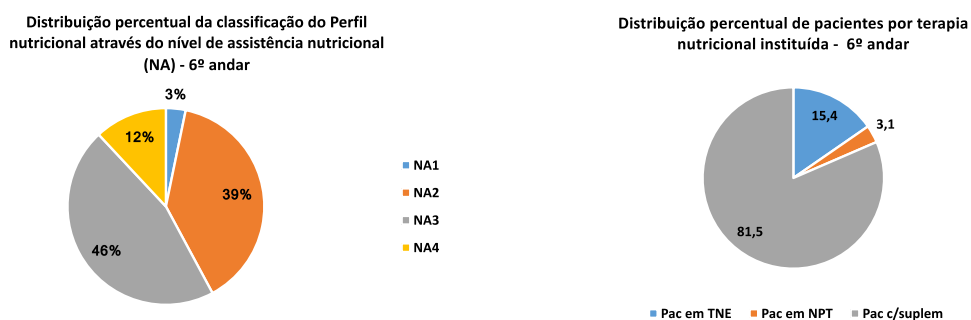 Distribuição percentual da classificação do Perfil
nutricional através do nível de assistência nutricional
(NA) - 6º andar
3%
12%
39%
46%
NA1
NA2
NA3
NA4
Distribuição percentual de pacientes por terapia
nutricional instituída -  6º andar
15,4
3,1
81,5
Pac em TNE
Pac em NPT
Pac c/suplem